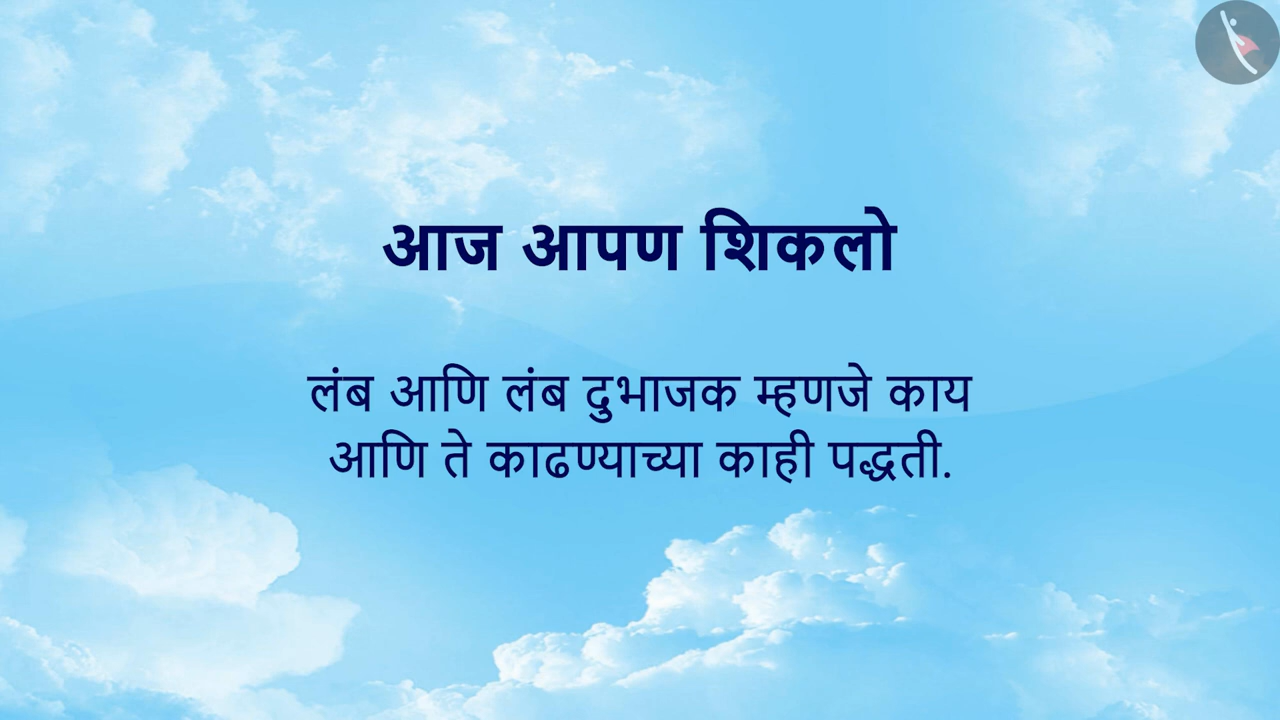 आज आपण शिकलो
लंब आणि लंब दुभाजक म्हणजे काय
आणि ते काढण्याच्या काही पद्धती.